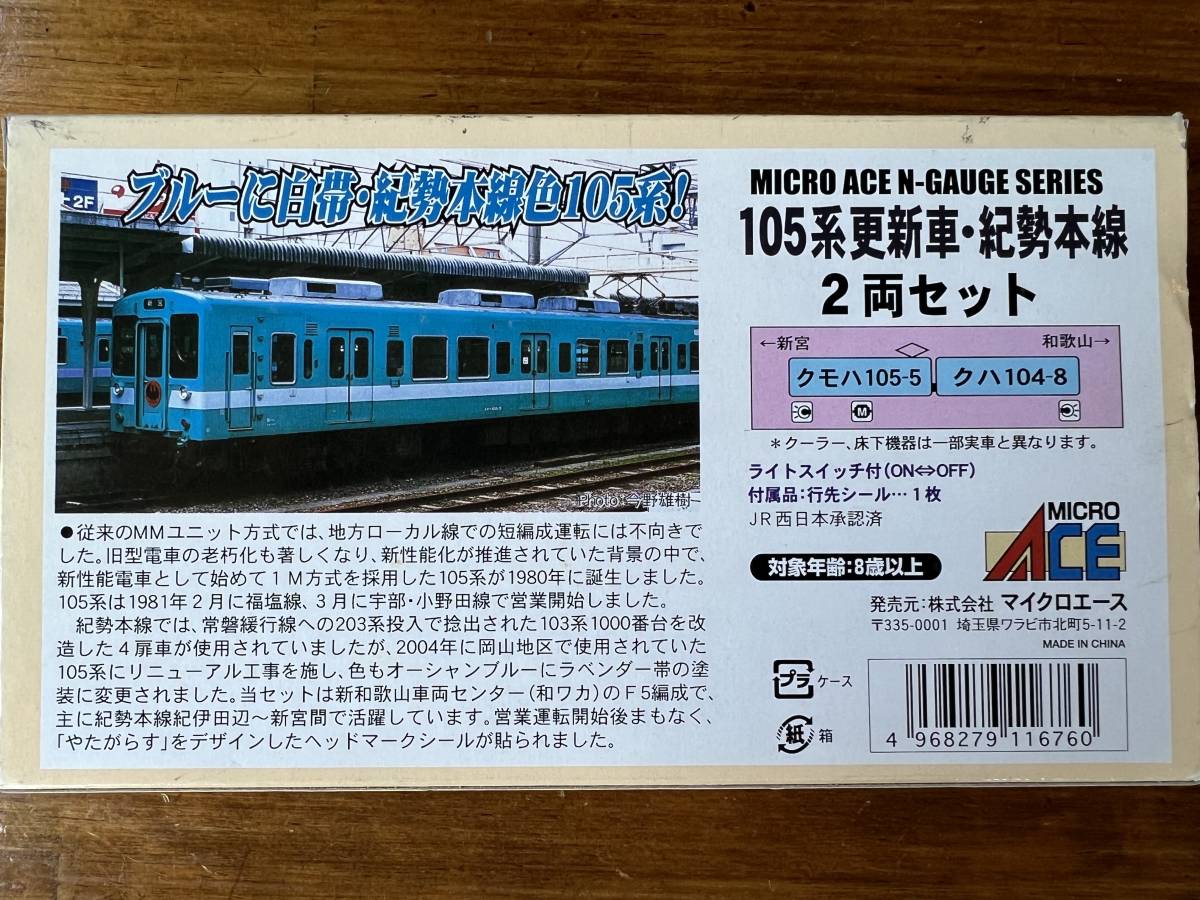 ブルーに白帯・紀勢本線色105系!
2F
Photo:今野雄樹
●従来のMMユニット方式では、地方ローカル線での短編成運転には不向きで
した。旧型電車の老朽化も著しくなり、新性能化が推進されていた背景の中で、
新性能電車として始めて1M方式を採用した105系が1980年に誕生しました。
105系は1981年2月に福塩線、3月に宇部・小野田線で営業開始しました。
紀勢本線では、常磐緩行線への203系投入で捻出された103系1000番台を改
造した4扉車が使用されていましたが、2004年に岡山地区で使用されていた
105系にリニューアル工事を施し、色もオーシャンブルーにラベンダー帯の塗
装に変更されました。当セットは新和歌山車両センター(和ワカ)のF5編成で、
主に紀勢本線紀伊田辺～新宮間で活躍しています。営業運転開始後まもなく、
「やたがらす」をデザインしたヘッドマークシールが貼られました。
MICRO ACE N-GAUGE SERIES
105系更新車・紀勢本線
2両セット
←新宮 和歌山→
クモハ105-5 クハ104-8
M
*クーラー、床下機器は一部実車と異なります。
ライトスイッチ付(ON⇔OFF)
付属品:行先シール…1枚
JR西日本承認済
対象年齢:8歳以上
MICRO
ACE
発売元:株式会社 マイクロエース
〒335-0001 埼玉県ワラビ市北町5-11-2
MADE IN CHINA
プラ ケース
紙 箱
4 968279 116760